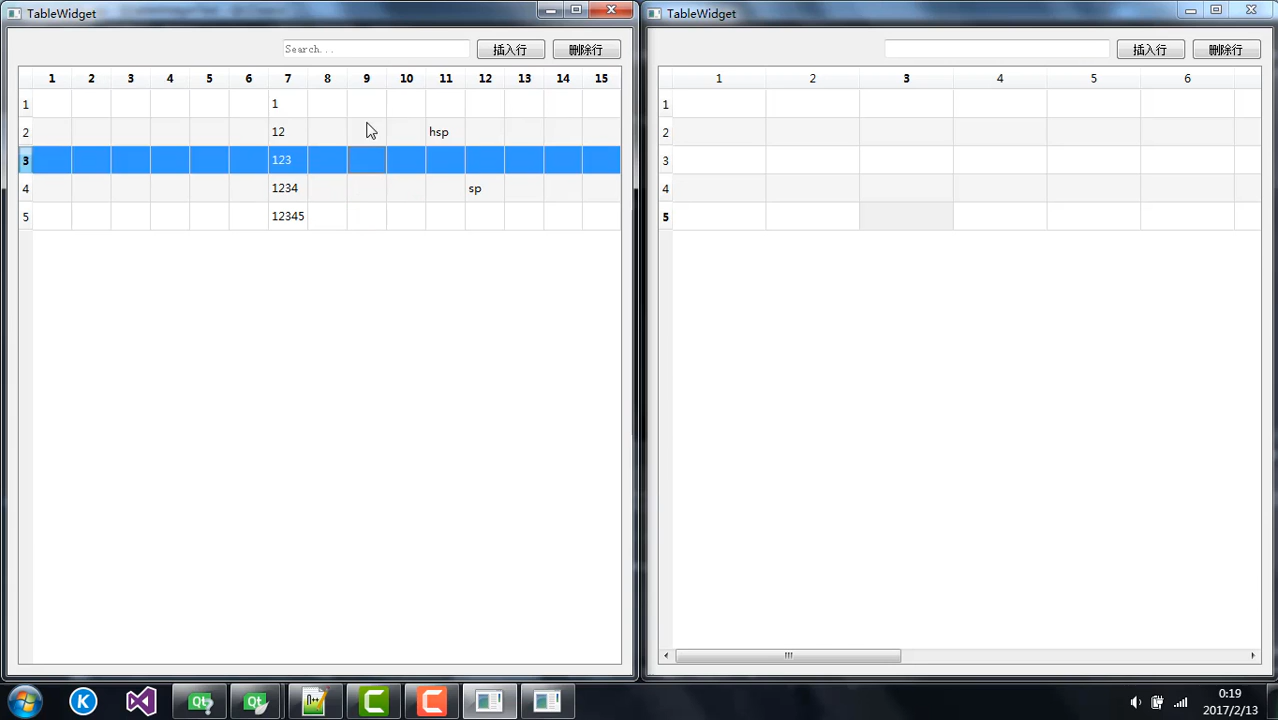 TableWidget
Search...
插入行
删除行
1 2 3 4 5 6 7 8 9 10 11 12 13 14 15
1 1
2 12 hsp
3 123
4 1234 sp
5 12345
TableWidget
插入行
删除行
1 2 3 4 5 6
1
2
3
4
5
0:19
2017/2/13